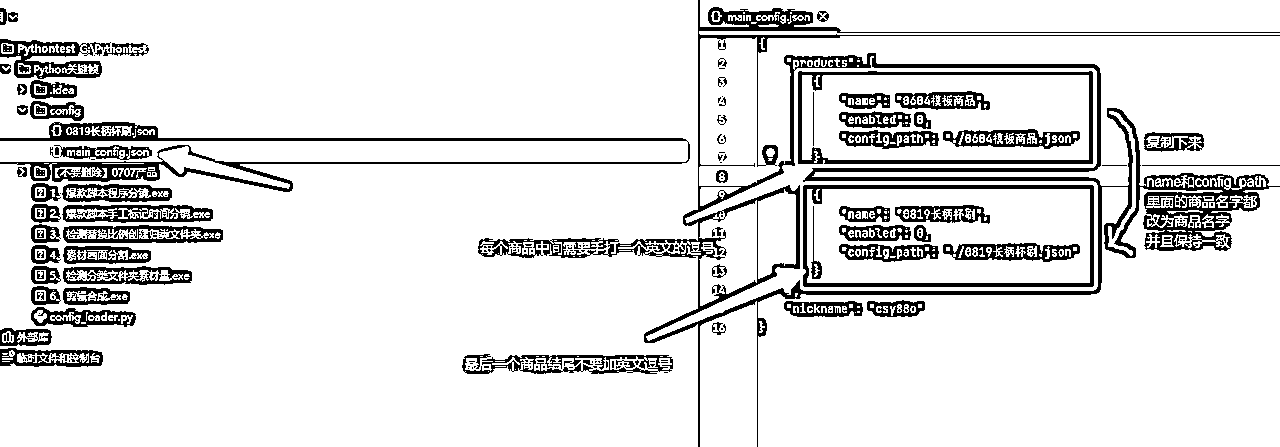 Pythontest C:\Pythontest
Python关键帧
.idea
config
0819长柄杯刷.json
main_config.json
【不要删除】0707产品
1、爆款脚本程序分镜.exe
2、爆款脚本手工标记时间分镜.exe
3、检测替换比例创建归类文件夹.exe
4、素材画面分割.exe
5、检测分类文件夹素材量.exe
6、剪辑合成.exe
config_loader.py
外部库
临时文件和控制台
每个商品中间需要手打一个英文的逗号
最后一个商品结尾不要加英文逗号
main_config.json
1 {
2 "products": [
3 {
4 "name": "0604模板商品",
5 "enabled": 0,
6 "config_path": "./0604模板商品.json"
7 },
8
9 {
10 "name": "0819长柄杯刷",
11 "enabled": 0,
12 "config_path": "./0819长柄杯刷.json"
13 }
14
"nickname": "csy880"
16 }
复制下来
name和config_path
里面的商品名字都
改为商品名字
并且保持一致